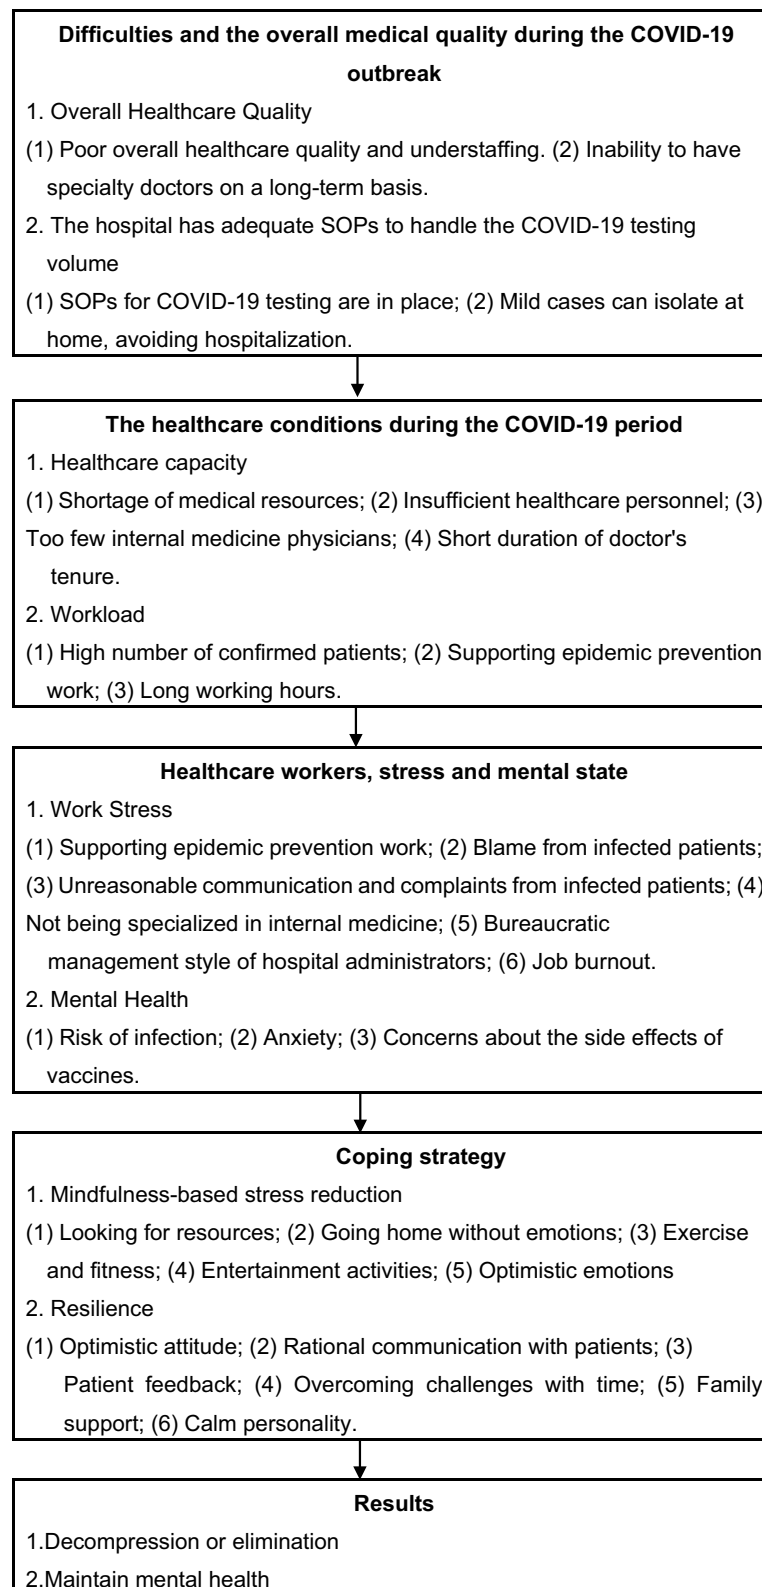 Difficulties and the overall medical quality during the COVID-19
outbreak
1. Overall Healthcare Quality
(1) Poor overall healthcare quality and understaffing. (2) Inability to have
specialty doctors on a long-term basis.
2. The hospital has adequate SOPs to handle the COVID-19 testing
volume
(1) SOPs for COVID-19 testing are in place; (2) Mild cases can isolate at
home, avoiding hospitalization.
The healthcare conditions during the COVID-19 period
1. Healthcare capacity
(1) Shortage of medical resources; (2) Insufficient healthcare personnel; (3)
Too few internal medicine physicians; (4) Short duration of doctor's
tenure.
2. Workload
(1) High number of confirmed patients; (2) Supporting epidemic prevention
work; (3) Long working hours.
Healthcare workers, stress and mental state
1. Work Stress
(1) Supporting epidemic prevention work; (2) Blame from infected patients;
(3) Unreasonable communication and complaints from infected patients; (4)
Not being specialized in internal medicine; (5) Bureaucratic
management style of hospital administrators; (6) Job burnout.
2. Mental Health
(1) Risk of infection; (2) Anxiety; (3) Concerns about the side effects of
vaccines.
Coping strategy
1. Mindfulness-based stress reduction
(1) Looking for resources; (2) Going home without emotions; (3) Exercise
and fitness; (4) Entertainment activities; (5) Optimistic emotions
2. Resilience
(1) Optimistic attitude; (2) Rational communication with patients; (3)
Patient feedback; (4) Overcoming challenges with time; (5) Family
support; (6) Calm personality.
Results
1.Decompression or elimination
2.Maintain mental health